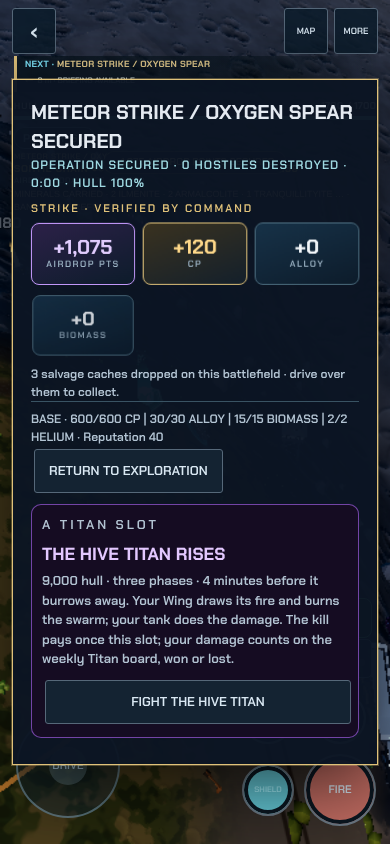 ‹
MAP
MORE
NEXT · METEOR STRIKE / OXYGEN SPEAR
METEOR STRIKE / OXYGEN SPEAR
SECURED
OPERATION SECURED · 0 HOSTILES DESTROYED ·
0:00 · HULL 100%
STRIKE · VERIFIED BY COMMAND
+1,075
AIRDROP PTS
+120
CP
+0
ALLOY
+0
BIOMASS
3 salvage caches dropped on this battlefield · drive over
them to collect.
BASE · 600/600 CP | 30/30 ALLOY | 15/15 BIOMASS | 2/2
HELIUM · Reputation 40
RETURN TO EXPLORATION
A TITAN SLOT
THE HIVE TITAN RISES
9,000 hull · three phases · 4 minutes before it
burrows away. Your Wing draws its fire and burns
the swarm; your tank does the damage. The kill
pays once this slot; your damage counts on the
weekly Titan board, won or lost.
FIGHT THE HIVE TITAN
DRIVE
SHIELD
FIRE